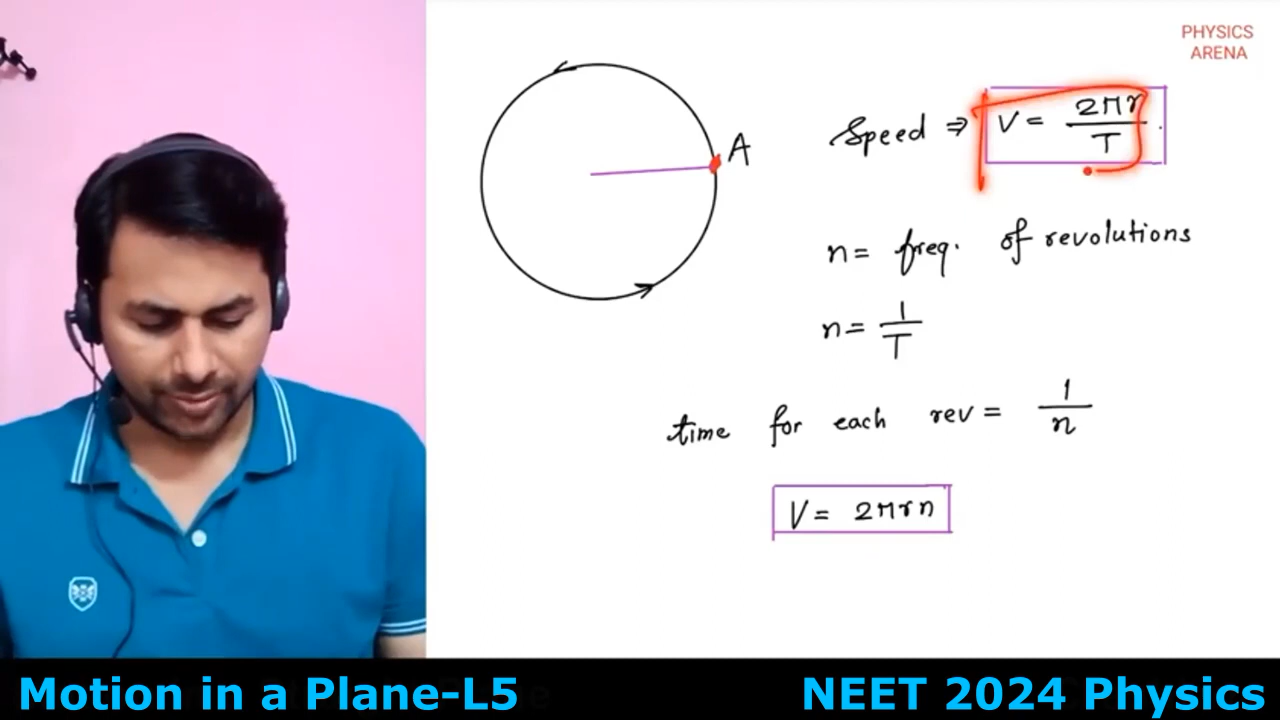 PHYSICS
ARENA
A
Speed ⇒ V = 2πr/T
n = freq. of revolutions
n = 1/T
time for each rev = 1/n
V = 2πrn
Motion in a Plane-L5
NEET 2024 Physics